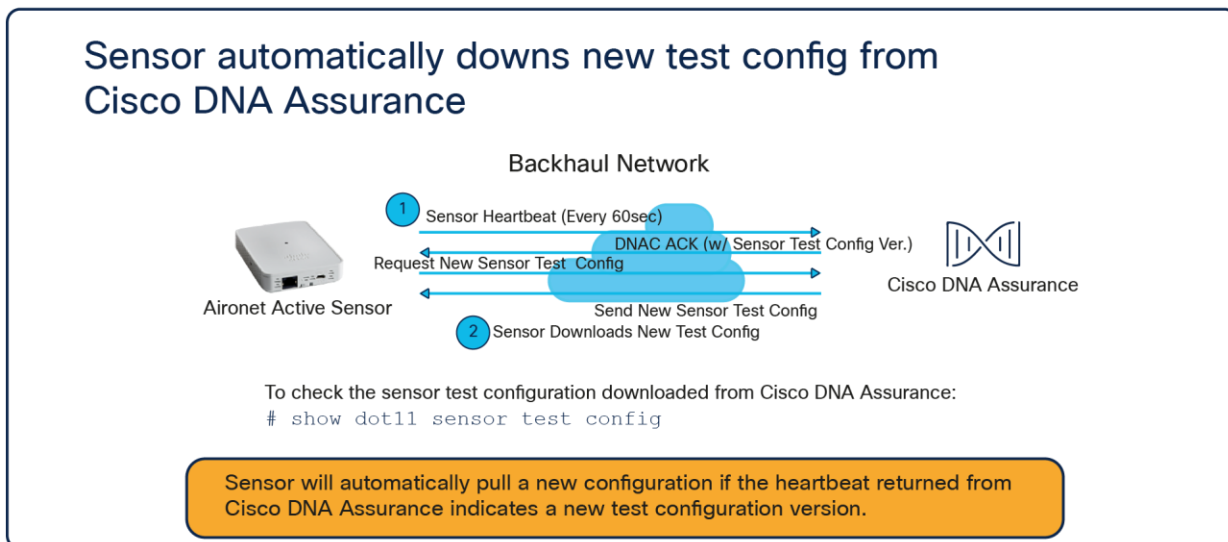 Sensor automatically downs new test config from
Cisco DNA Assurance
Backhaul Network
1
Sensor Heartbeat (Every 60sec)
DNAC ACK (w/ Sensor Test Config Ver.)
Request New Sensor Test Config
Aironet Active Sensor
Cisco DNA Assurance
Send New Sensor Test Config
2
Sensor Downloads New Test Config
To check the sensor test configuration downloaded from Cisco DNA Assurance:
# show dot11 sensor test config
Sensor will automatically pull a new configuration if the heartbeat returned from
Cisco DNA Assurance indicates a new test configuration version.